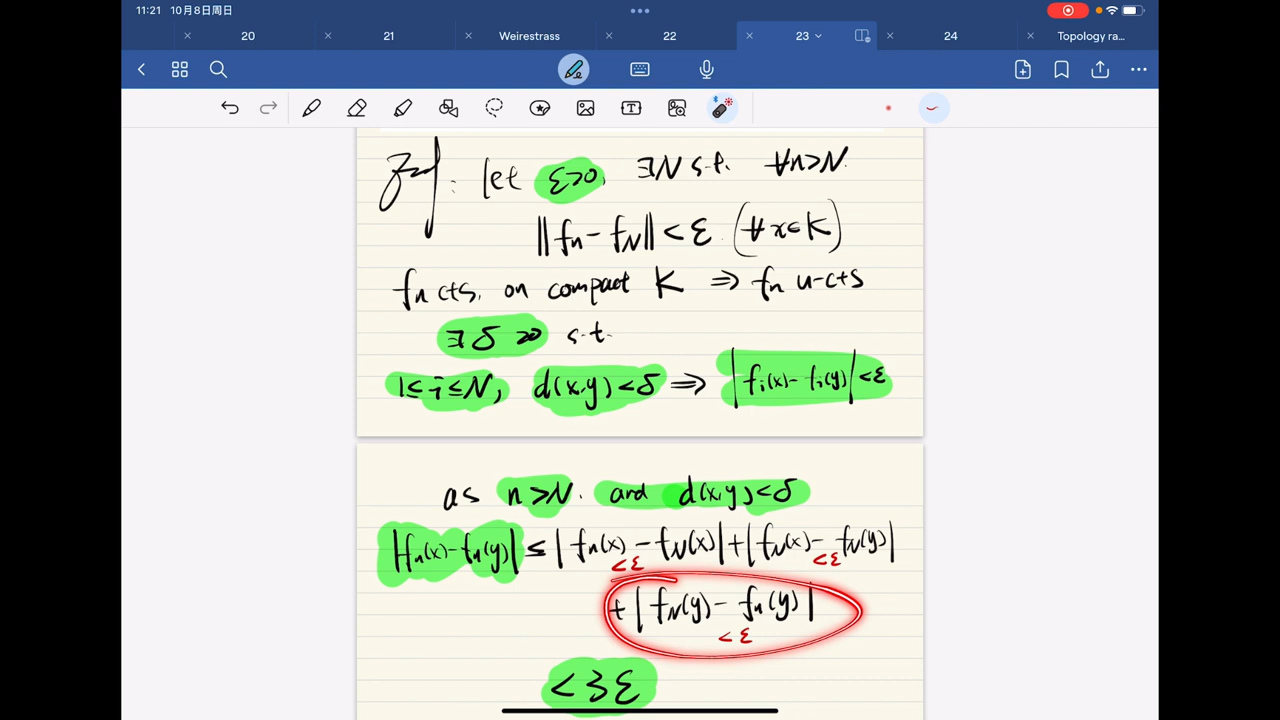 11:21 10月8日周日
20 21 Weirestrass 22 23 24 Topology ra...
let ε>0, ∃N s.t. ∀n>N.
‖fn - fN‖ < ε. (∀x∈K)
fn cts, on compact K ⇒ fn u-cts
∃ δ >0 s.t.
1≤i≤N, d(x,y)<δ ⇒ |fi(x) - fi(y)| <ε
as n>N. and d(x,y)<δ
|fn(x)-fn(y)| ≤ |fn(x) - fN(x)| + |fN(x) - fN(y)|
<ε <ε
+ |fN(y) - fn(y)|
<ε
< 3ε